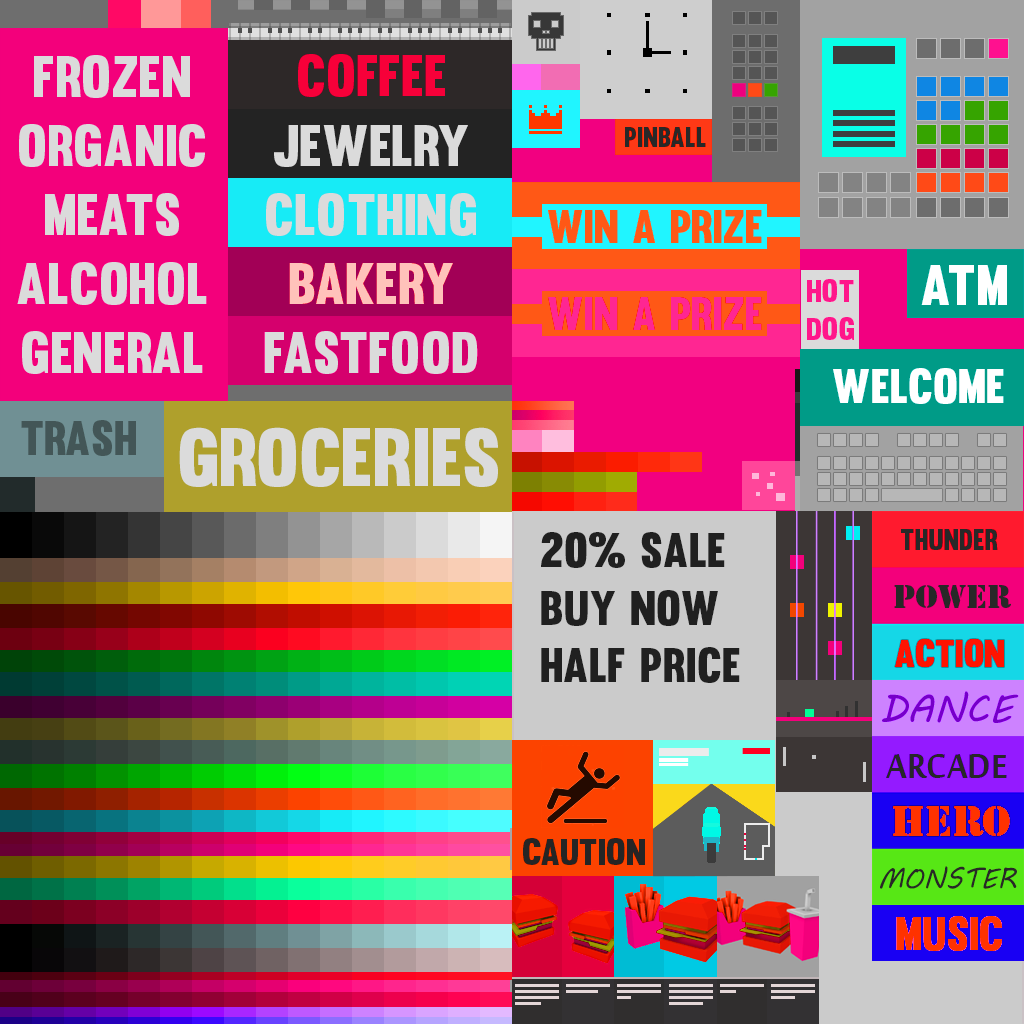 FROZEN
ORGANIC
MEATS
ALCOHOL
GENERAL
COFFEE
JEWELRY
CLOTHING
BAKERY
FASTFOOD
TRASH
GROCERIES
PINBALL
WIN A PRIZE
WIN A PRIZE
HOT
DOG
ATM
WELCOME
20% SALE
BUY NOW
HALF PRICE
CAUTION
THUNDER
POWER
ACTION
DANCE
ARCADE
HERO
MONSTER
MUSIC